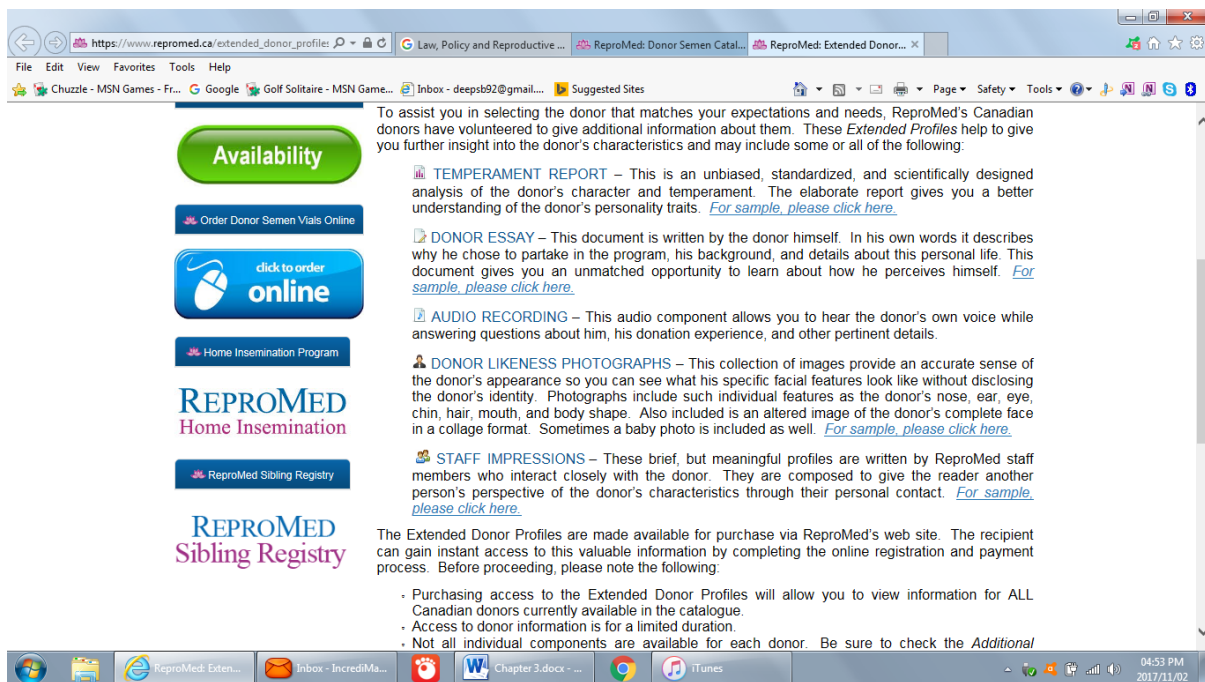 https://www.repromed.ca/extended_donor_profiles
Law, Policy and Reproductive ...
ReproMed: Donor Semen Catal...
ReproMed: Extended Donor...
File Edit View Favorites Tools Help
Chuzzle - MSN Games - Fr...
Google
Golf Solitaire - MSN Game...
Inbox - deepsb92@gmail....
Suggested Sites
Page Safety Tools
Availability
Order Donor Semen Vials Online
click to order
online
Home Insemination Program
REPROMED
Home Insemination
ReproMed Sibling Registry
REPROMED
Sibling Registry
To assist you in selecting the donor that matches your expectations and needs, ReproMed's Canadian
donors have volunteered to give additional information about them. These Extended Profiles help to give
you further insight into the donor's characteristics and may include some or all of the following:
TEMPERAMENT REPORT – This is an unbiased, standardized, and scientifically designed
analysis of the donor's character and temperament. The elaborate report gives you a better
understanding of the donor's personality traits. For sample, please click here.
DONOR ESSAY – This document is written by the donor himself. In his own words it describes
why he chose to partake in the program, his background, and details about this personal life. This
document gives you an unmatched opportunity to learn about how he perceives himself. For
sample, please click here.
AUDIO RECORDING – This audio component allows you to hear the donor's own voice while
answering questions about him, his donation experience, and other pertinent details.
DONOR LIKENESS PHOTOGRAPHS – This collection of images provide an accurate sense of
the donor's appearance so you can see what his specific facial features look like without disclosing
the donor's identity. Photographs include such individual features as the donor's nose, ear, eye,
chin, hair, mouth, and body shape. Also included is an altered image of the donor's complete face
in a collage format. Sometimes a baby photo is included as well. For sample, please click here.
STAFF IMPRESSIONS – These brief, but meaningful profiles are written by ReproMed staff
members who interact closely with the donor. They are composed to give the reader another
person's perspective of the donor's characteristics through their personal contact. For sample,
please click here.
The Extended Donor Profiles are made available for purchase via ReproMed's web site. The recipient
can gain instant access to this valuable information by completing the online registration and payment
process. Before proceeding, please note the following:
Purchasing access to the Extended Donor Profiles will allow you to view information for ALL
Canadian donors currently available in the catalogue.
Access to donor information is for a limited duration.
Not all individual components are available for each donor. Be sure to check the Additional
ReproMed: Exten...
Inbox - IncrediMa...
Chapter 3.docx - ...
iTunes
04:53 PM
2017/11/02